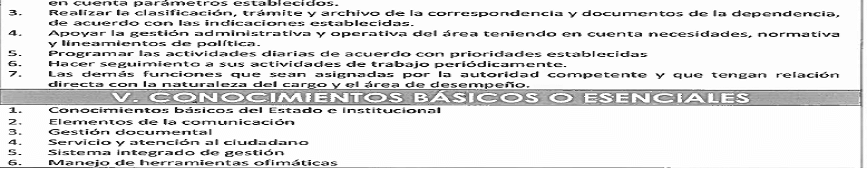 en cuenta parámetros establecidos.
3. Realizar la clasificación, trámite y archivo de la correspondencia y documentos de la dependencia,
de acuerdo con las indicaciones establecidas.
4. Apoyar la gestión administrativa y operativa del área teniendo en cuenta necesidades, normativa
y lineamientos de política.
5. Programar las actividades diarias de acuerdo con prioridades establecidas
6. Hacer seguimiento a sus actividades de trabajo periódicamente.
7. Las demás funciones que sean asignadas por la autoridad competente y que tengan relación
directa con la naturaleza del cargo y el área de desempeño.
V. CONOCIMIENTOS BÁSICOS O ESENCIALES
1. Conocimientos básicos del Estado e institucional
2. Elementos de la comunicación
3. Gestión documental
4. Servicio y atención al ciudadano
5. Sistema integrado de gestión
6. Manejo de herramientas ofimáticas